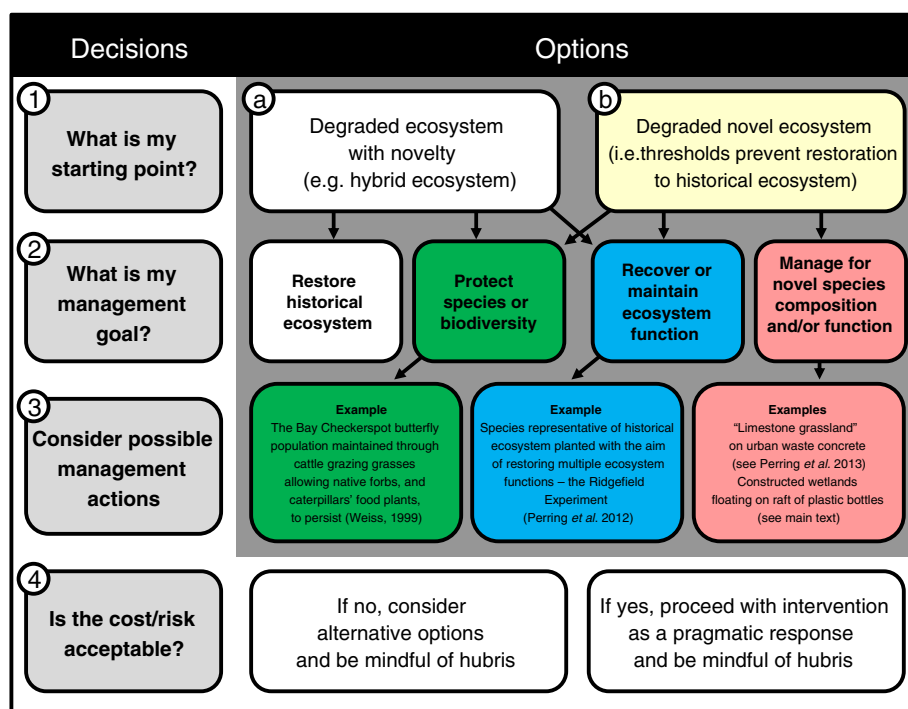 Decisions
Options
1
What is my
starting point?
a
Degraded ecosystem
with novelty
(e.g. hybrid ecosystem)
b
Degraded novel ecosystem
(i.e.thresholds prevent restoration
to historical ecosystem)
2
What is my
management
goal?
Restore
historical
ecosystem
Protect
species or
biodiversity
Recover or
maintain
ecosystem
function
Manage for
novel species
composition
and/or function
3
Consider possible
management
actions
Example
The Bay Checkerspot butterfly
population maintained through
cattle grazing grasses
allowing native forbs, and
caterpillars' food plants,
to persist (Weiss, 1999)
Example
Species representative of historical
ecosystem planted with the aim
of restoring multiple ecosystem
functions – the Ridgefield
Experiment
(Perring et al. 2012)
Examples
“Limestone grassland”
on urban waste concrete
(see Perring et al. 2013)
Constructed wetlands
floating on raft of plastic bottles
(see main text)
4
Is the cost/risk
acceptable?
If no, consider
alternative options
and be mindful of hubris
If yes, proceed with intervention
as a pragmatic response
and be mindful of hubris